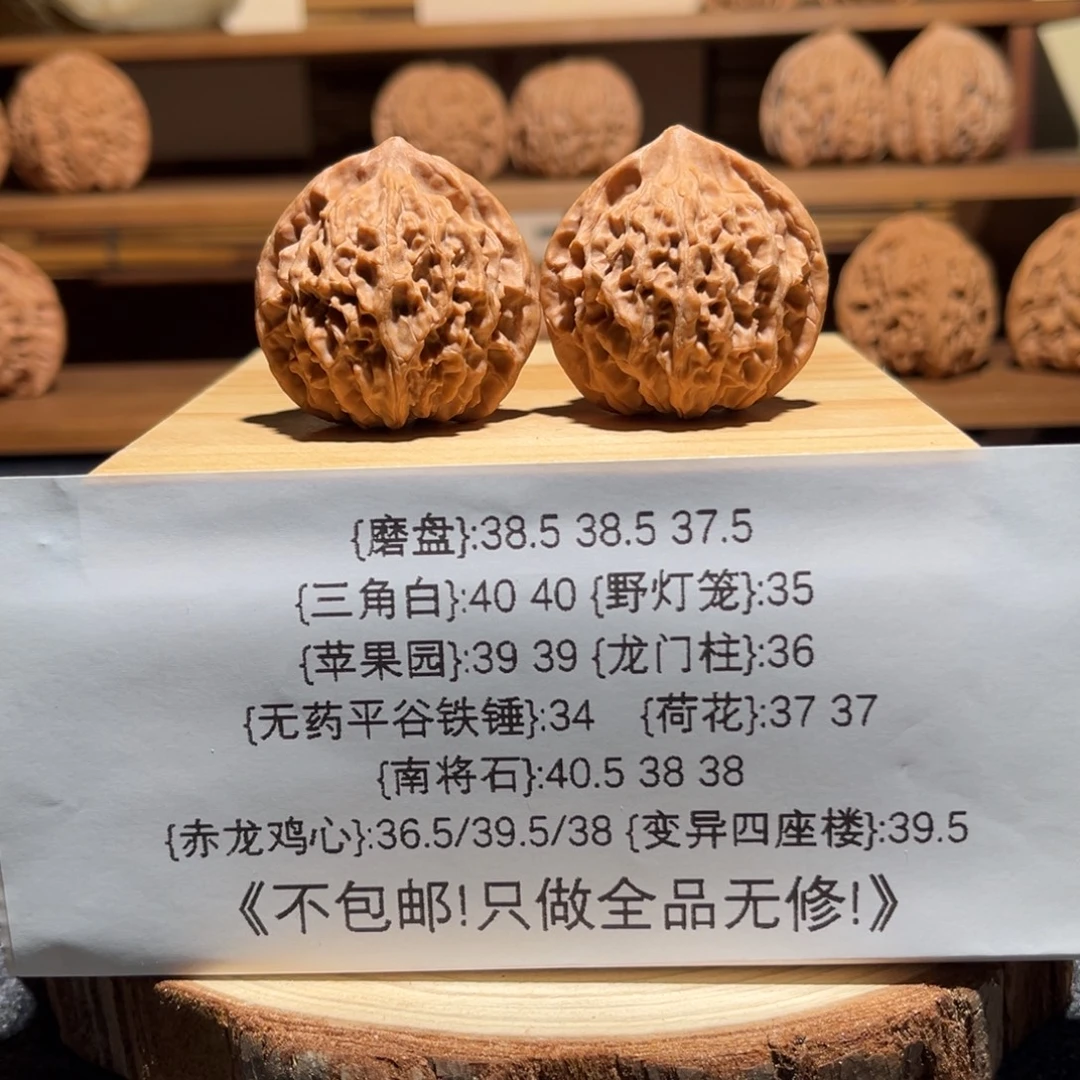 {磨盘}:38.5 38.5 37.5
{三角白}:40 40 {野灯笼}:35
{苹果园}:39 39 {龙门柱}:36
{无药平谷铁锤}:34 {荷花}:37 37
{南将石}:40.5 38 38
{赤龙鸡心}:36.5/39.5/38 {变异四座楼}:39.5
《不包邮!只做全品无修!》